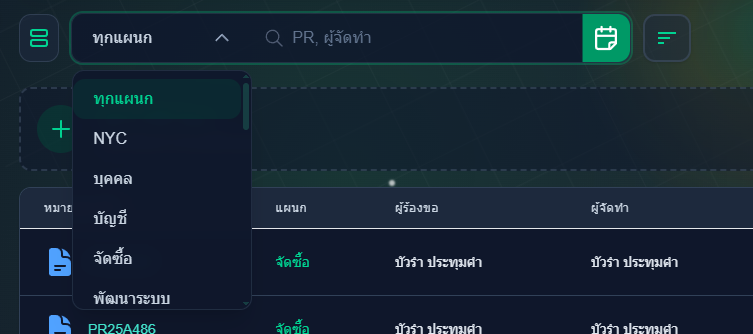 ทุกแผนก
PR, ผู้จัดทำ
ทุกแผนก
NYC
บุคคล
บัญชี
จัดซื้อ
พัฒนาระบบ
หมาย
แผนก
ผู้ร้องขอ
ผู้จัดทำ
จัดซื้อ
บัวรำ ประทุมคำ
บัวรำ ประทุมคำ
PR25A486
จัดซื้อ
บัวรำ ประทุมคำ
บัวรำ ประทุมคำ